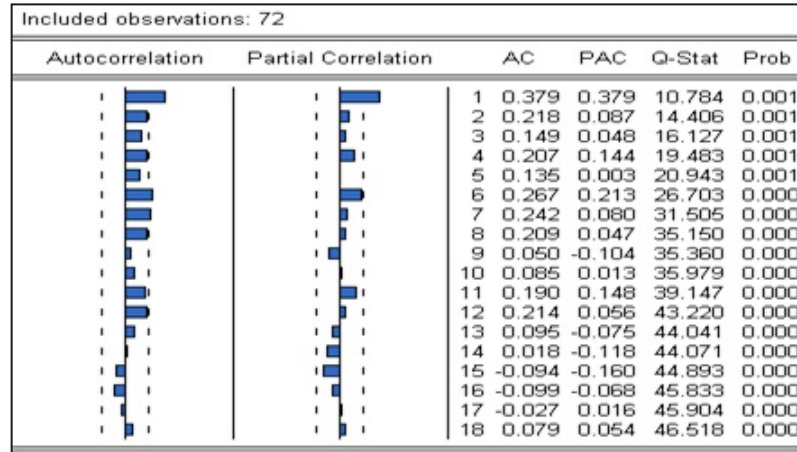 Included observations: 72
Autocorrelation Partial Correlation AC PAC Q-Stat Prob
1 0.379 0.379 10.784 0.001
2 0.218 0.087 14.406 0.001
3 0.149 0.048 16.127 0.001
4 0.207 0.144 19.483 0.001
5 0.135 0.003 20.943 0.001
6 0.267 0.213 26.703 0.000
7 0.242 0.080 31.505 0.000
8 0.209 0.047 35.150 0.000
9 0.050 -0.104 35.360 0.000
10 0.085 0.013 35.979 0.000
11 0.190 0.148 39.147 0.000
12 0.214 0.056 43.220 0.000
13 0.095 -0.075 44.041 0.000
14 0.018 -0.118 44.071 0.000
15 -0.094 -0.160 44.893 0.000
16 -0.099 -0.068 45.833 0.000
17 -0.027 0.016 45.904 0.000
18 0.079 0.054 46.518 0.000